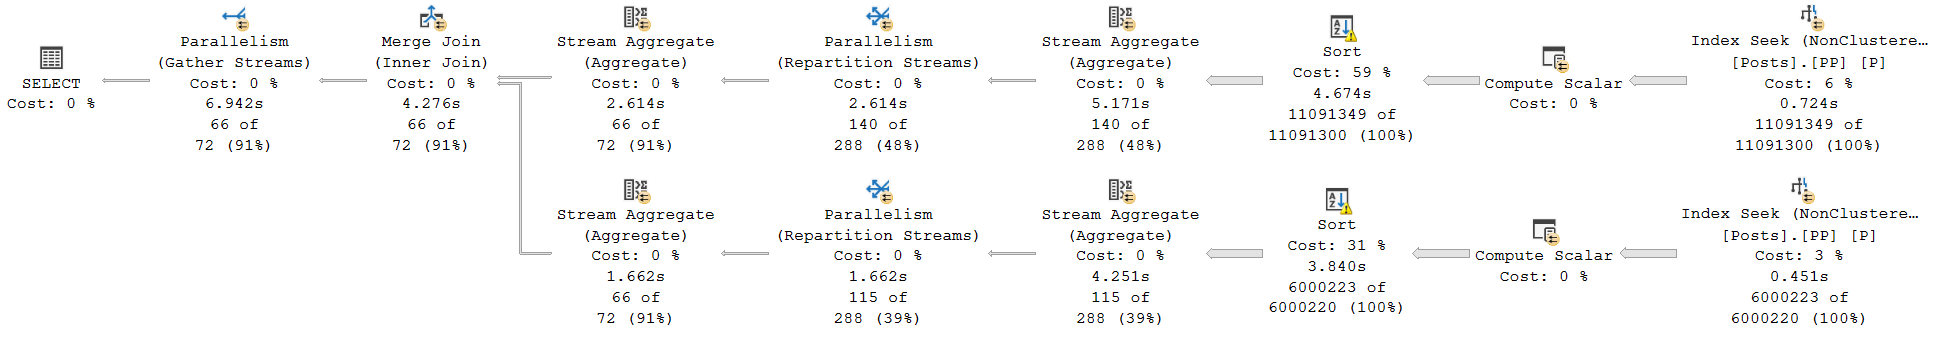 SELECT
Cost: 0 %
Parallelism
(Gather Streams)
Cost: 0 %
6.942s
66 of
72 (91%)
Merge Join
(Inner Join)
Cost: 0 %
4.276s
66 of
72 (91%)
Stream Aggregate
(Aggregate)
Cost: 0 %
2.614s
66 of
72 (91%)
Parallelism
(Repartition Streams)
Cost: 0 %
2.614s
140 of
288 (48%)
Stream Aggregate
(Aggregate)
Cost: 0 %
5.171s
140 of
288 (48%)
Sort
Cost: 59 %
4.674s
11091349 of
11091300 (100%)
Compute Scalar
Cost: 0 %
Index Seek (NonClustere…
[Posts].[PP] [P]
Cost: 6 %
0.724s
11091349 of
11091300 (100%)
Stream Aggregate
(Aggregate)
Cost: 0 %
1.662s
66 of
72 (91%)
Parallelism
(Repartition Streams)
Cost: 0 %
1.662s
115 of
288 (39%)
Stream Aggregate
(Aggregate)
Cost: 0 %
4.251s
115 of
288 (39%)
Sort
Cost: 31 %
3.840s
6000223 of
6000220 (100%)
Compute Scalar
Cost: 0 %
Index Seek (NonClustere…
[Posts].[PP] [P]
Cost: 3 %
0.451s
6000223 of
6000220 (100%)